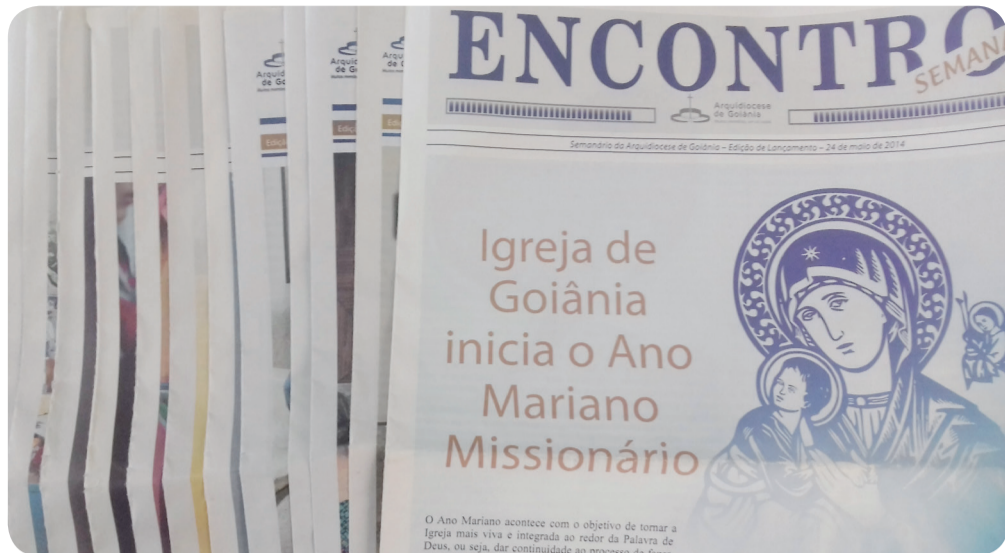 ENCONTRO
SEMANA
Arquidiocese
de Goiânia
Semanário da Arquidiocese de Goiânia – Edição de Lançamento – 24 de maio de 2014
Igreja de
Goiânia
inicia o Ano
Mariano
Missionário
O Ano Mariano acontece com o objetivo de tornar a
Igreja mais viva e integrada ao redor da Palavra de
Deus, ou seja, dar continuidade ao processo de